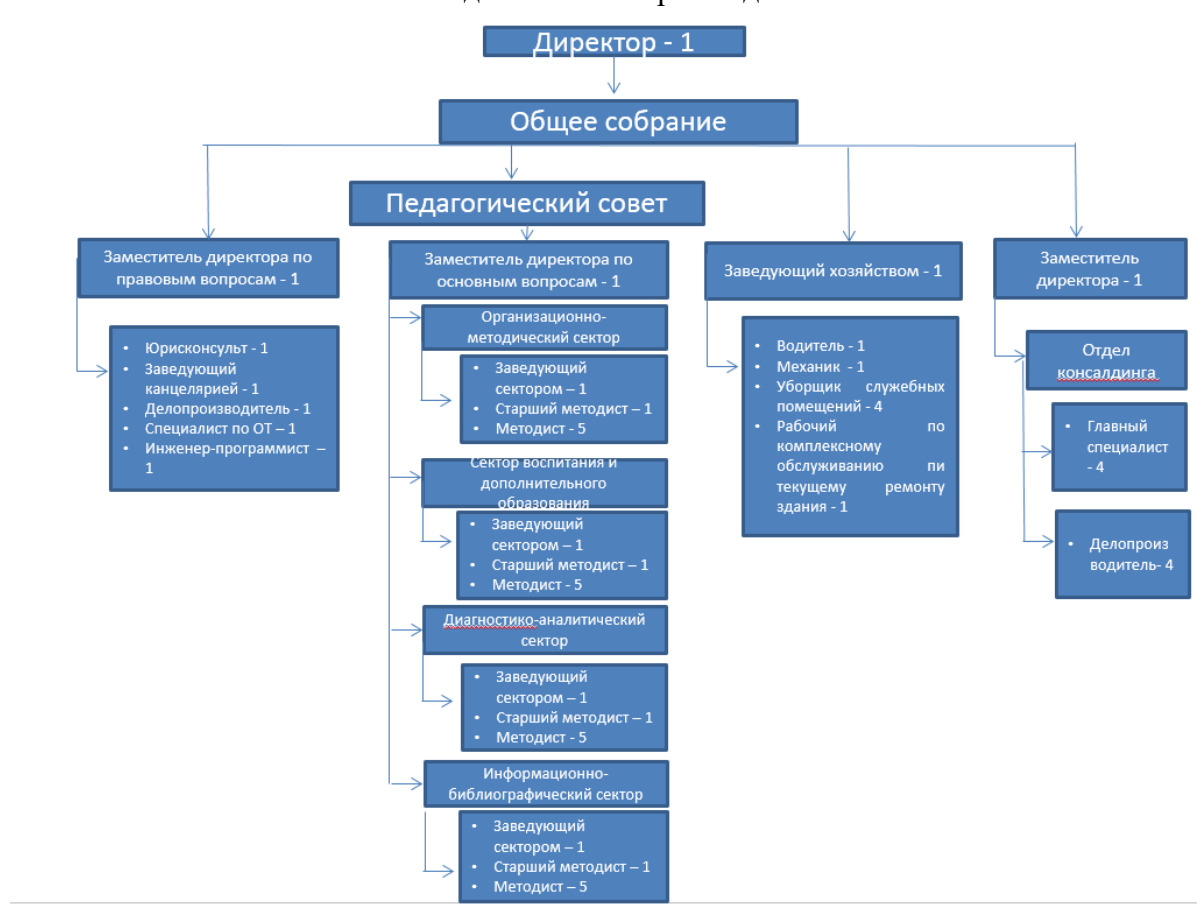 Директор - 1
Общее собрание
Педагогический совет
Заместитель директора по
правовым вопросам - 1
• Юрисконсульт - 1
• Заведующий
канцелярией - 1
• Делопроизводитель - 1
• Специалист по ОТ – 1
• Инженер-программист –
1
Заместитель директора по
основным вопросам - 1
Организационно-
методический сектор
• Заведующий
сектором – 1
• Старший методист – 1
• Методист - 5
Сектор воспитания и
дополнительного
образования
• Заведующий
сектором – 1
• Старший методист – 1
• Методист - 5
Диагностико-аналитический
сектор
• Заведующий
сектором – 1
• Старший методист – 1
• Методист - 5
Информационно-
библиографический сектор
• Заведующий
сектором – 1
• Старший методист – 1
• Методист – 5
Заведующий хозяйством - 1
• Водитель - 1
• Механик - 1
• Уборщик служебных
помещений - 4
• Рабочий по
комплексному
обслуживанию пи
текущему ремонту
здания - 1
Заместитель
директора - 1
Отдел
консалдинга
• Главный
специалист
- 4
• Делопроиз
водитель- 4